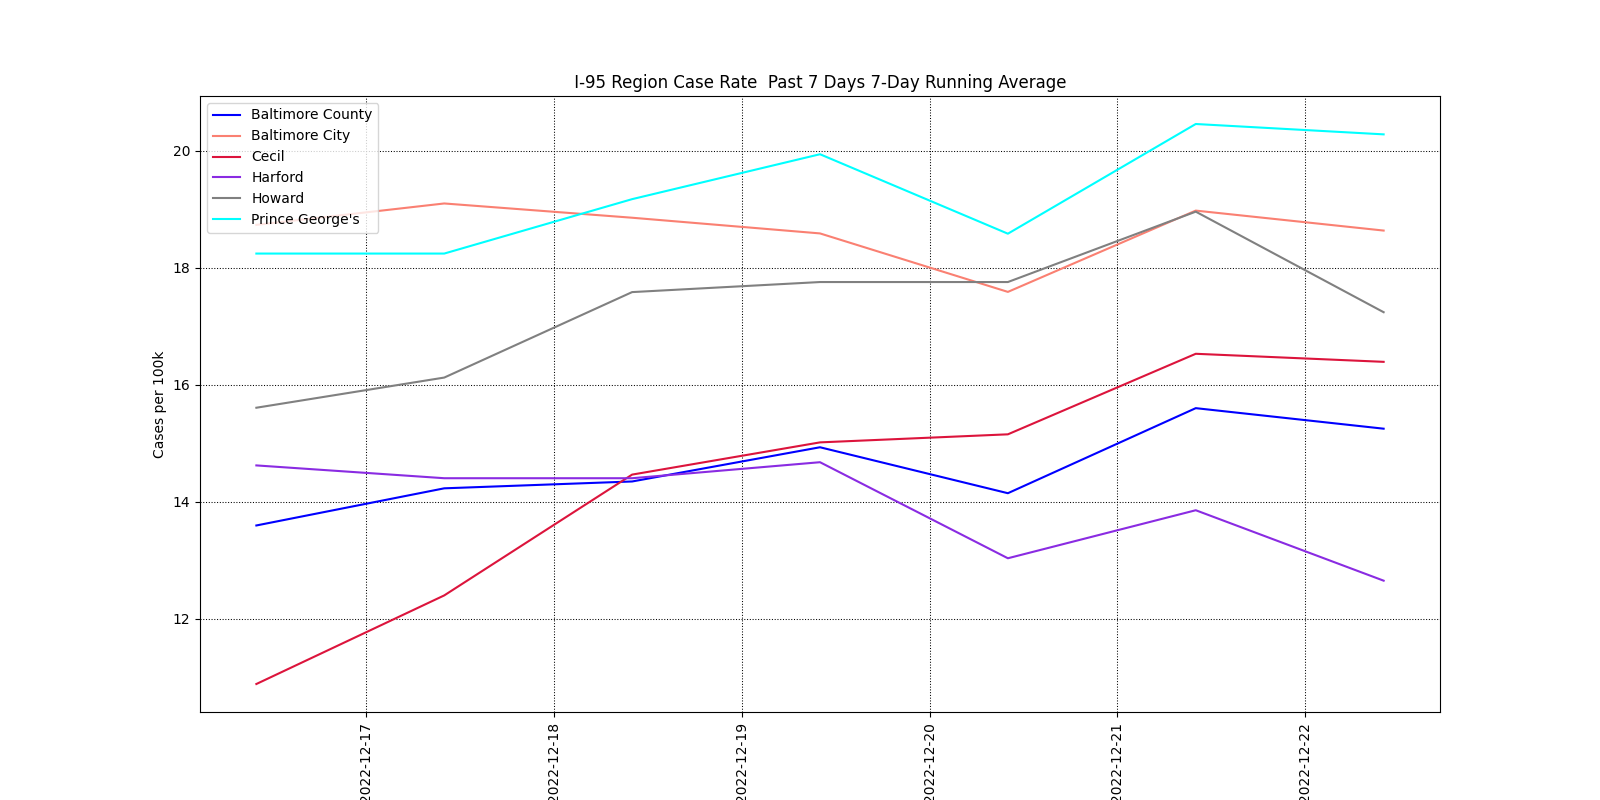 I-95 Region Case Rate  Past 7 Days 7-Day Running Average
Baltimore County
Baltimore City
Cecil
Harford
Howard
Prince George's
Cases per 100k
20
18
16
14
12
2022-12-17
2022-12-18
2022-12-19
2022-12-20
2022-12-21
2022-12-22